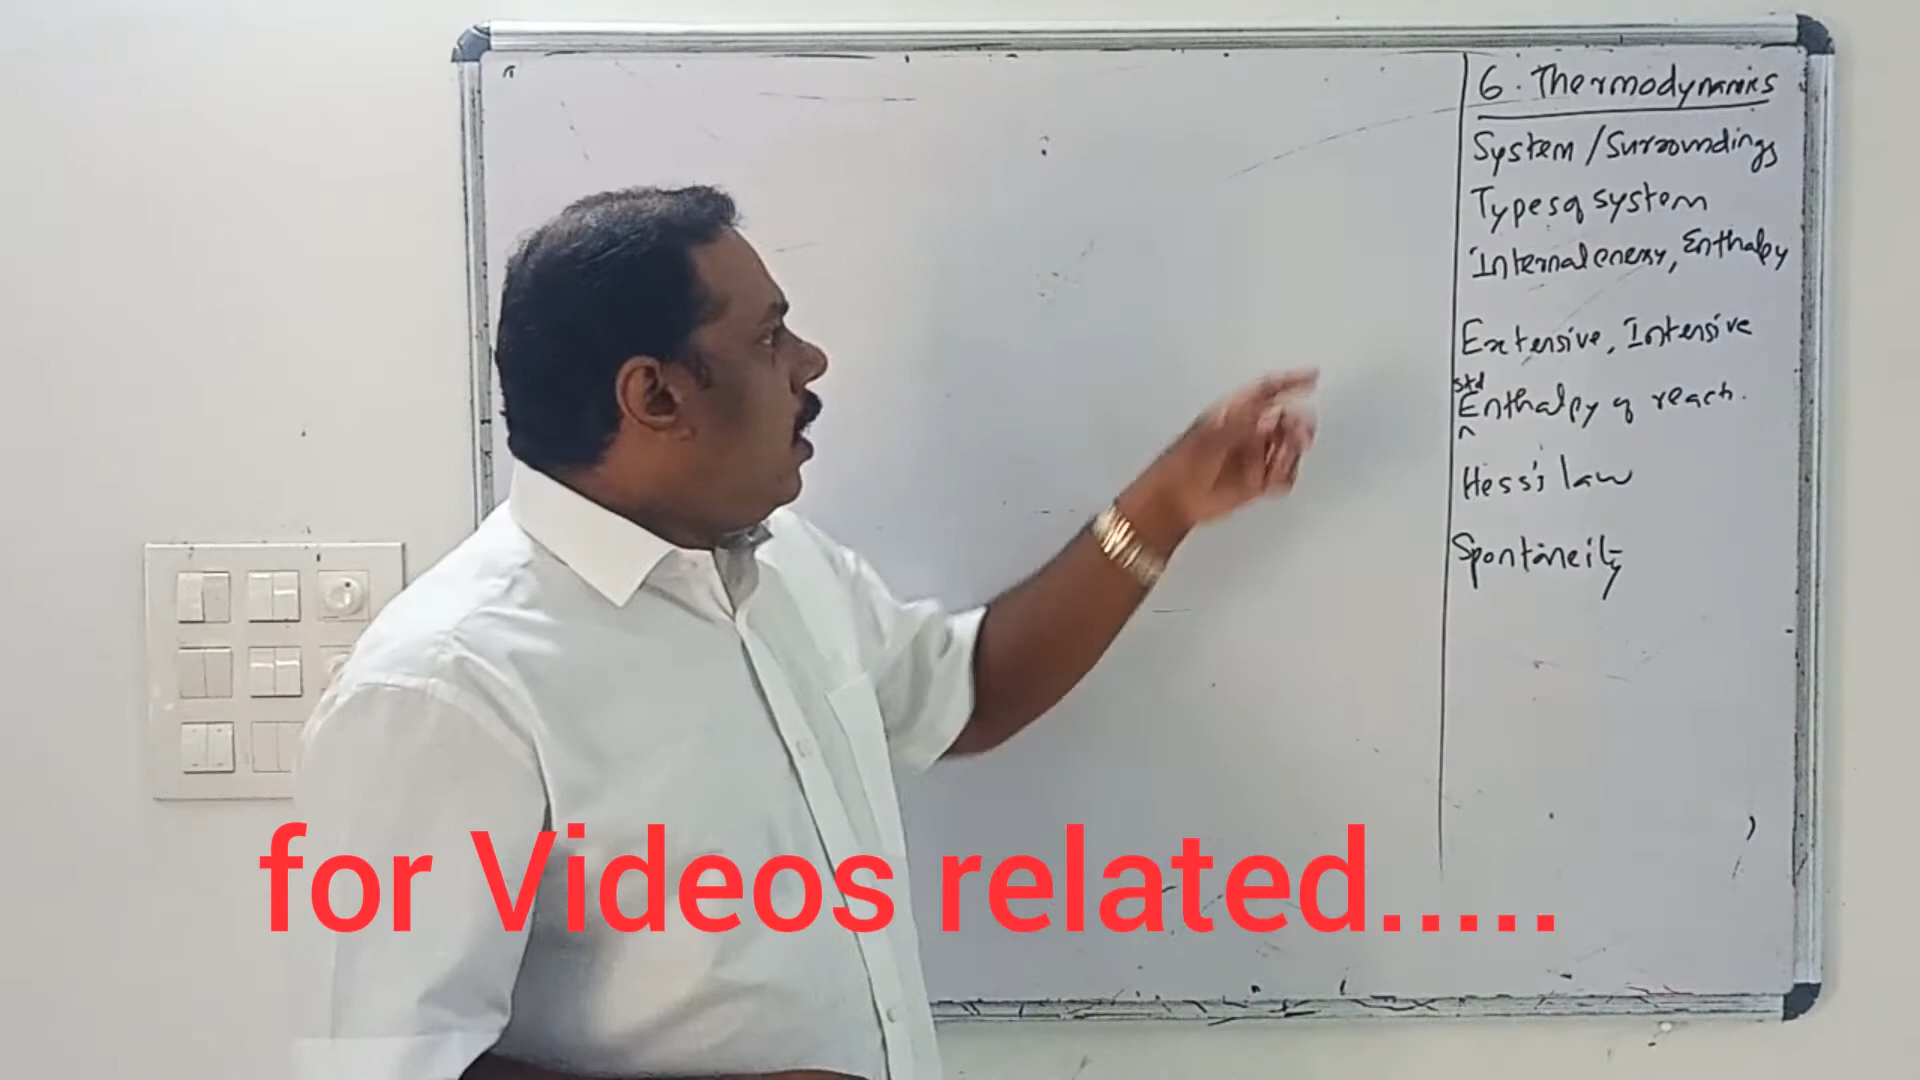 6. Thermodynamics
System / Surroundings
Types of system
Internal energy, Enthalpy
Extensive, Intensive
std
Enthalpy of reactn.
Hess's law
Spontaneity
for Videos related.....